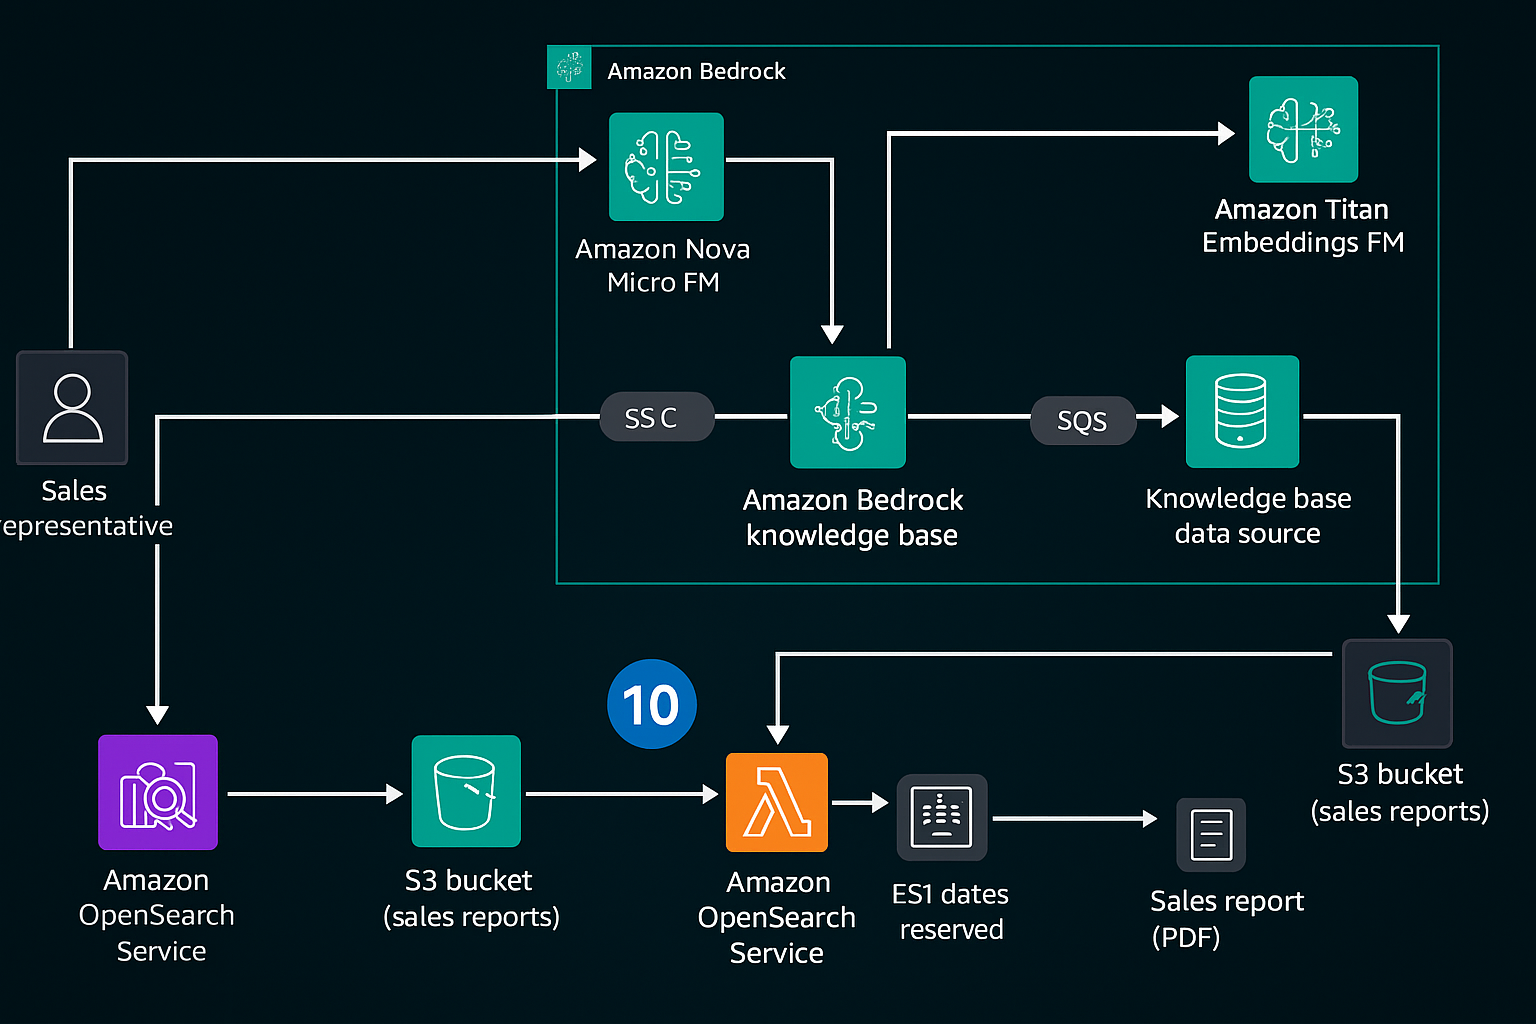 Amazon Bedrock
Amazon Nova
Micro FM
Amazon Titan
Embeddings FM
Sales
representative
SS C
SQS
Amazon Bedrock
knowledge base
Knowledge base
data source
10
S3 bucket
(sales reports)
Amazon
OpenSearch
Service
S3 bucket
(sales reports)
Amazon
OpenSearch
Service
ES1 dates
reserved
Sales report
(PDF)